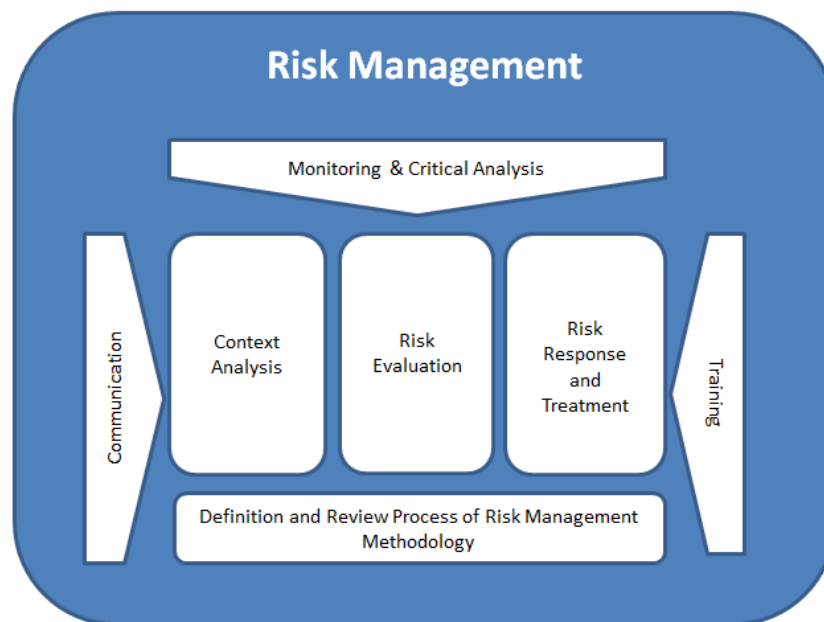 Risk Management
Monitoring & Critical Analysis
Communication
Context
Analysis
Risk
Evaluation
Risk
Response
and
Treatment
Training
Definition and Review Process of Risk Management
Methodology